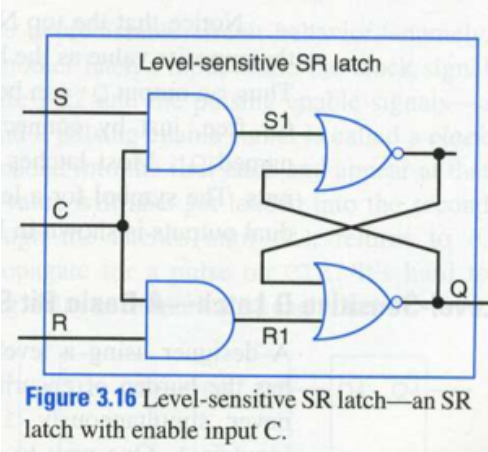 Level-sensitive SR latch
S
S1
C
Q
R1
R
Figure 3.16 Level-sensitive SR latch—an SR
latch with enable input C.